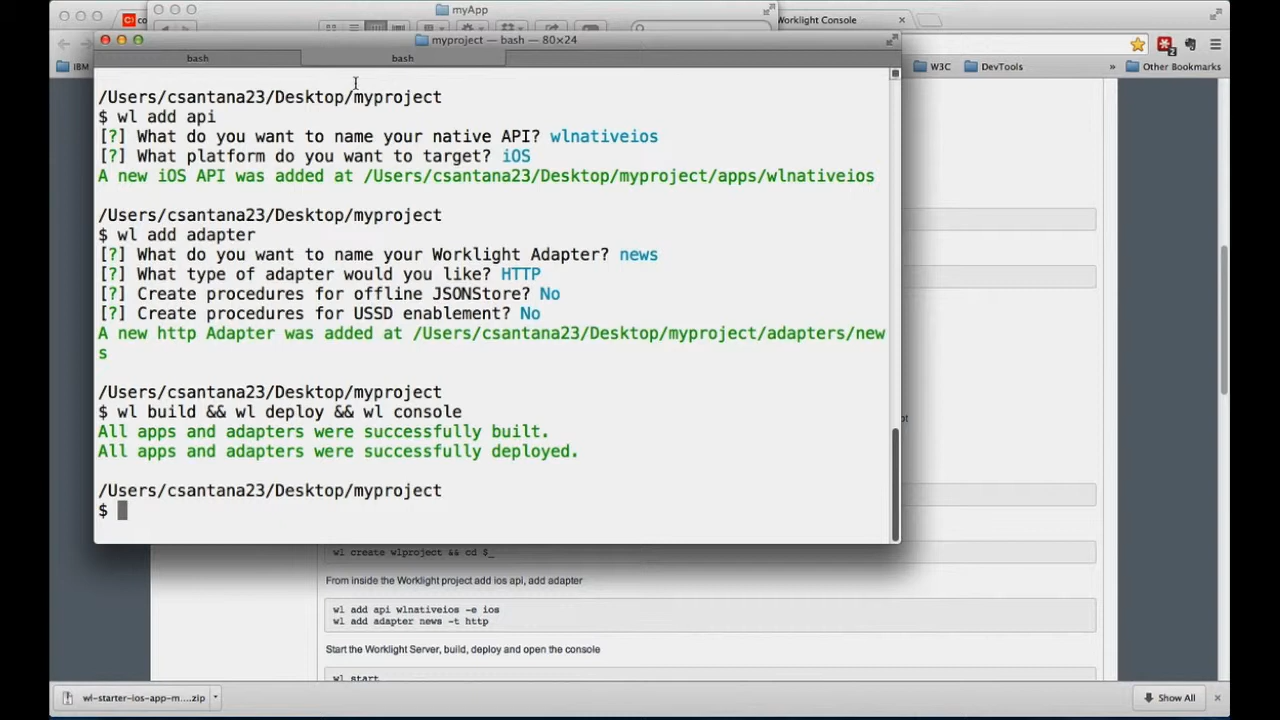 myApp
Worklight Console
myproject — bash — 80×24
bash
bash
IBM
W3C
DevTools
»
Other Bookmarks
/Users/csantana23/Desktop/myproject
$ wl add api
[?] What do you want to name your native API? wlnativeios
[?] What platform do you want to target? iOS
A new iOS API was added at /Users/csantana23/Desktop/myproject/apps/wlnativeios
/Users/csantana23/Desktop/myproject
$ wl add adapter
[?] What do you want to name your Worklight Adapter? news
[?] What type of adapter would you like? HTTP
[?] Create procedures for offline JSONStore? No
[?] Create procedures for USSD enablement? No
A new http Adapter was added at /Users/csantana23/Desktop/myproject/adapters/new
s
/Users/csantana23/Desktop/myproject
$ wl build && wl deploy && wl console
All apps and adapters were successfully built.
All apps and adapters were successfully deployed.
/Users/csantana23/Desktop/myproject
$
wl create wlproject && cd $_
From inside the Worklight project add ios api, add adapter
wl add api wlnativeios -e ios
wl add adapter news -t http
Start the Worklight Server, build, deploy and open the console
wl start
wl-starter-ios-app-m....zip
Show All